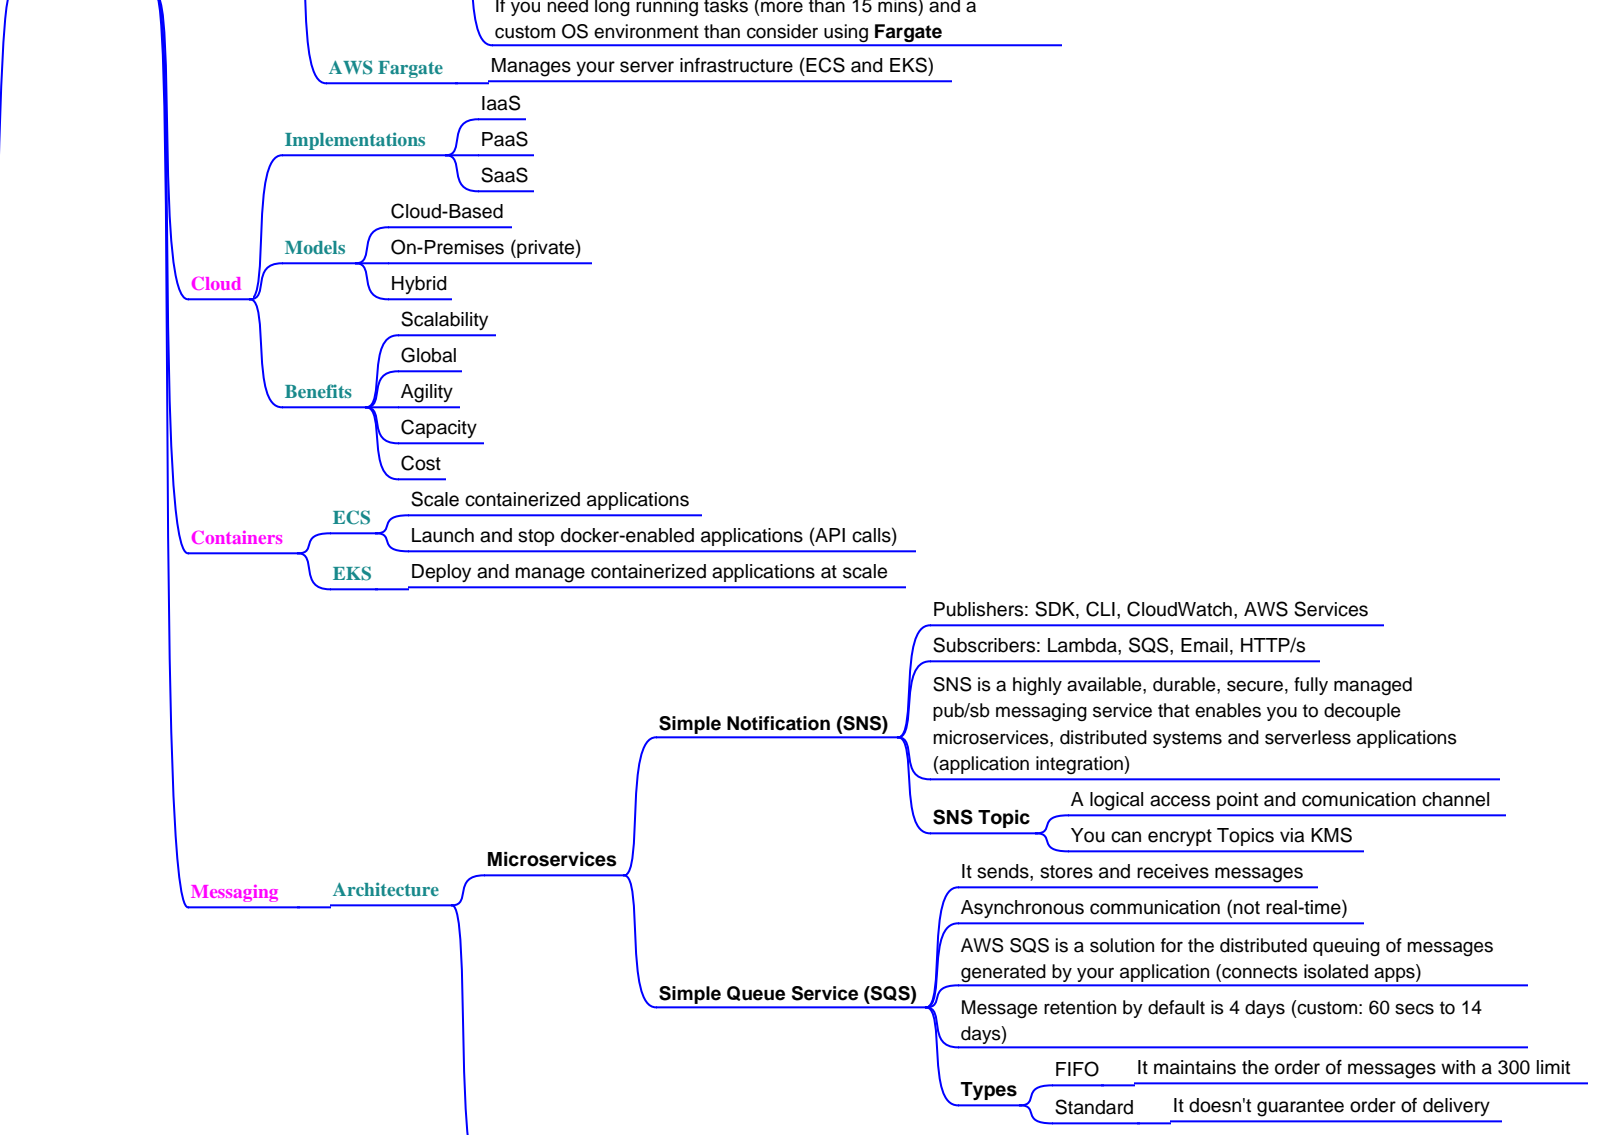 If you need long running tasks (more than 15 mins) and a
custom OS environment than consider using Fargate
AWS Fargate
Manages your server infrastructure (ECS and EKS)
IaaS
Implementations
PaaS
SaaS
Cloud-Based
Models
On-Premises (private)
Cloud
Hybrid
Scalability
Global
Benefits
Agility
Capacity
Cost
Scale containerized applications
ECS
Containers
Launch and stop docker-enabled applications (API calls)
EKS
Deploy and manage containerized applications at scale
Publishers: SDK, CLI, CloudWatch, AWS Services
Subscribers: Lambda, SQS, Email, HTTP/s
SNS is a highly available, durable, secure, fully managed
pub/sb messaging service that enables you to decouple
microservices, distributed systems and serverless applications
(application integration)
Simple Notification (SNS)
SNS Topic
A logical access point and comunication channel
You can encrypt Topics via KMS
Microservices
Messaging
Architecture
It sends, stores and receives messages
Asynchronous communication (not real-time)
AWS SQS is a solution for the distributed queuing of messages
generated by your application (connects isolated apps)
Simple Queue Service (SQS)
Message retention by default is 4 days (custom: 60 secs to 14
days)
Types
FIFO
It maintains the order of messages with a 300 limit
Standard
It doesn't guarantee order of delivery